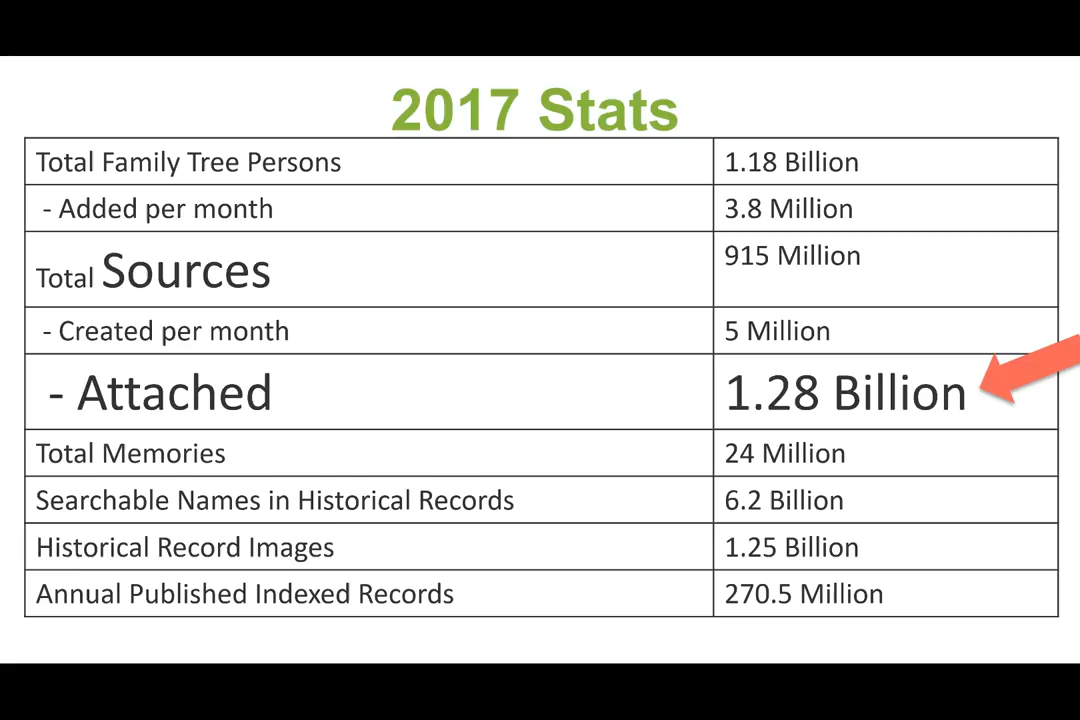 2017 Stats
Total Family Tree Persons 1.18 Billion
- Added per month 3.8 Million
Total Sources 915 Million
- Created per month 5 Million
- Attached 1.28 Billion
Total Memories 24 Million
Searchable Names in Historical Records 6.2 Billion
Historical Record Images 1.25 Billion
Annual Published Indexed Records 270.5 Million